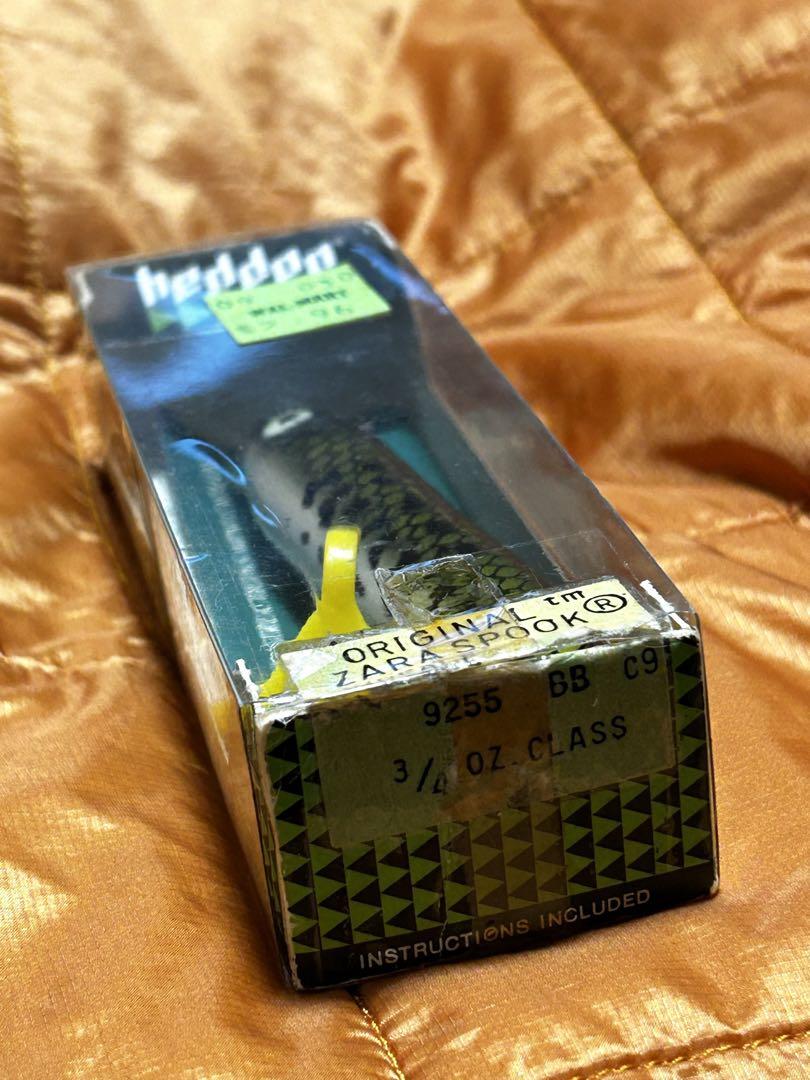 heddon
WAL-MART
ORIGINAL tm
ZARA SPOOK®
9255 BB C9
3/4 OZ. CLASS
INSTRUCTIONS INCLUDED